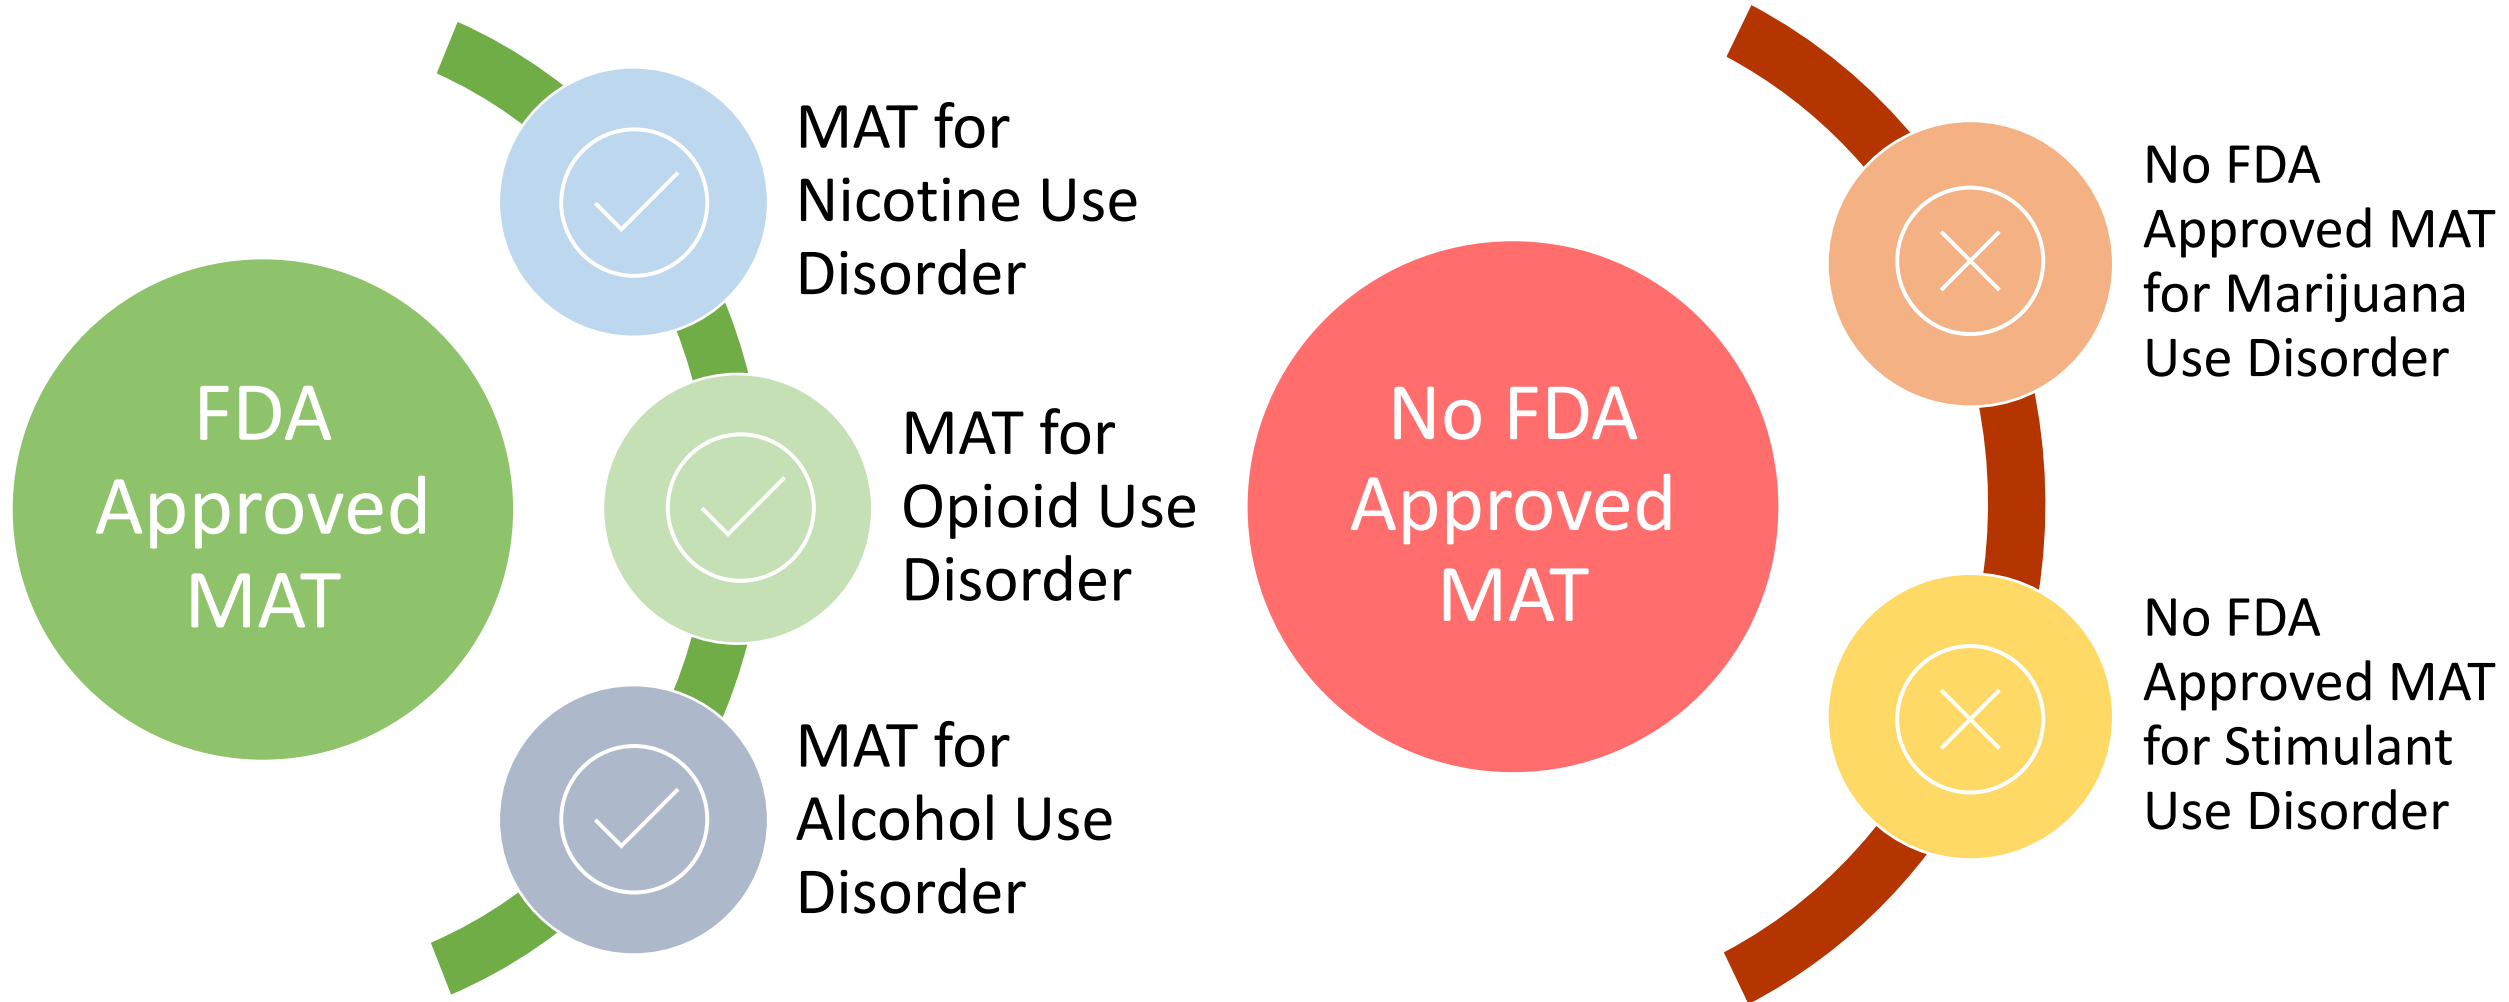 FDA
Approved
MAT
MAT for
Nicotine Use
Disorder
MAT for
Opioid Use
Disorder
MAT for
Alcohol Use
Disorder
No FDA
Approved
MAT
No FDA
Approved MAT
for Marijuana
Use Disorder
No FDA
Approved MAT
for Stimulant
Use Disorder